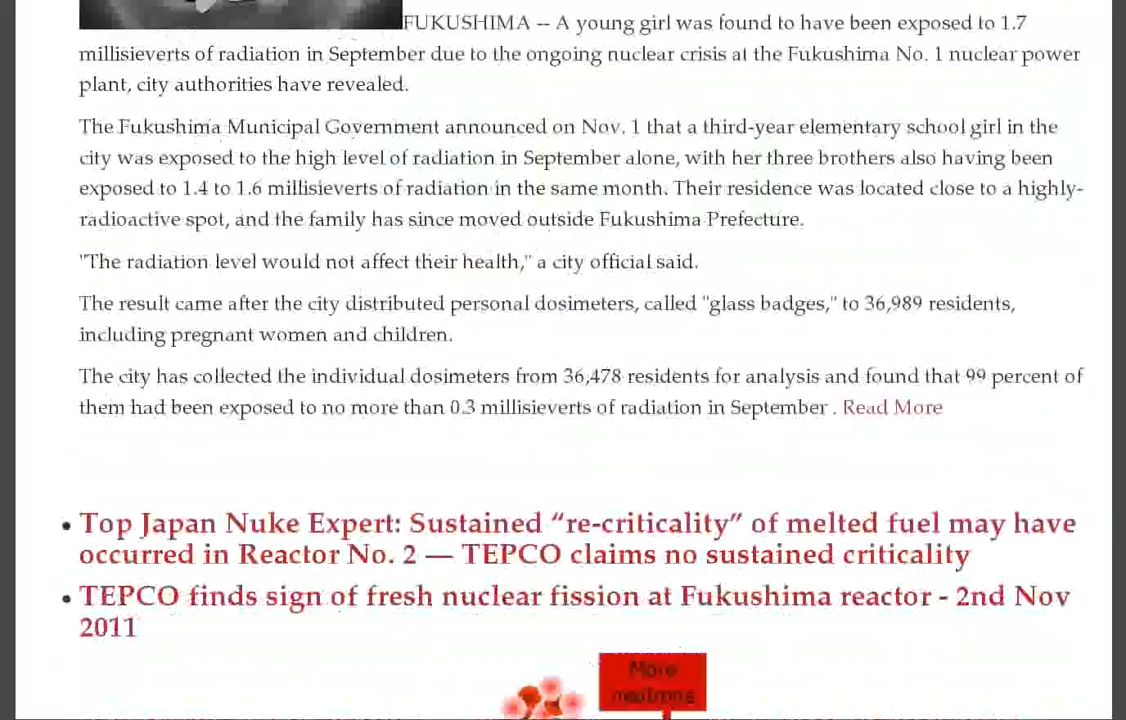 FUKUSHIMA -- A young girl was found to have been exposed to 1.7
millisieverts of radiation in September due to the ongoing nuclear crisis at the Fukushima No. 1 nuclear power
plant, city authorities have revealed.
The Fukushima Municipal Government announced on Nov. 1 that a third-year elementary school girl in the
city was exposed to the high level of radiation in September alone, with her three brothers also having been
exposed to 1.4 to 1.6 millisieverts of radiation in the same month. Their residence was located close to a highly-
radioactive spot, and the family has since moved outside Fukushima Prefecture.
"The radiation level would not affect their health," a city official said.
The result came after the city distributed personal dosimeters, called "glass badges," to 36,989 residents,
including pregnant women and children.
The city has collected the individual dosimeters from 36,478 residents for analysis and found that 99 percent of
them had been exposed to no more than 0.3 millisieverts of radiation in September . Read More
• Top Japan Nuke Expert: Sustained “re-criticality” of melted fuel may have
occurred in Reactor No. 2 — TEPCO claims no sustained criticality
• TEPCO finds sign of fresh nuclear fission at Fukushima reactor - 2nd Nov
2011
More
neutrons